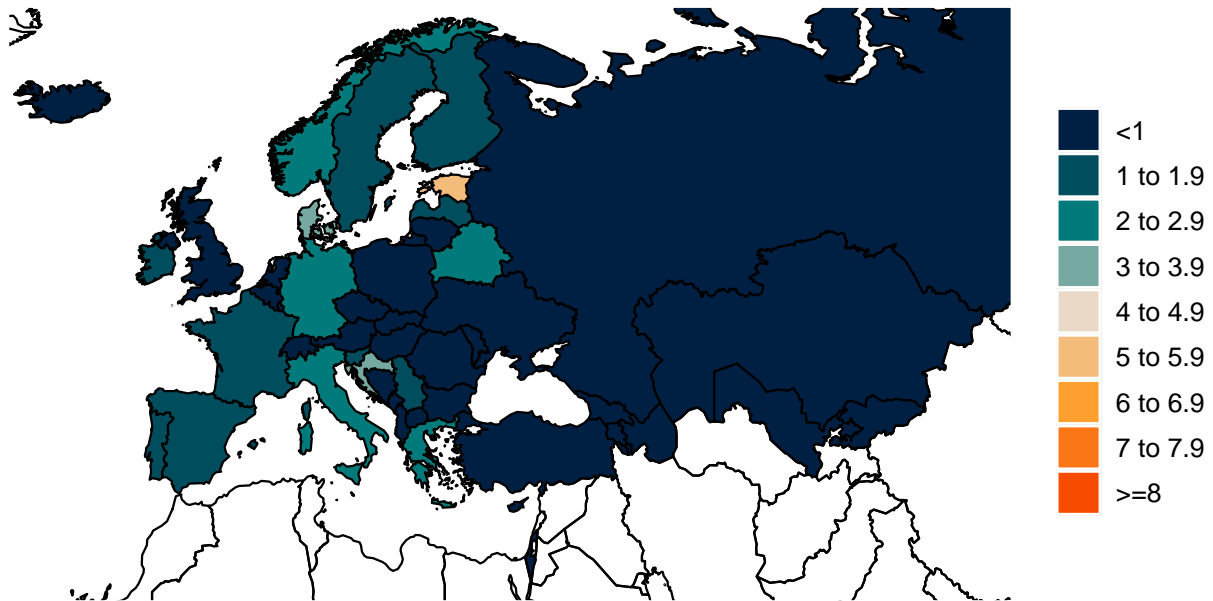 <1
1 to 1.9
2 to 2.9
3 to 3.9
4 to 4.9
5 to 5.9
6 to 6.9
7 to 7.9
>=8